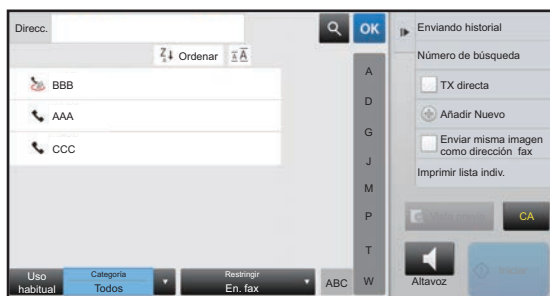 Direcc.
OK
Enviando historial
Ordenar
Número de búsqueda
A
BBB
TX directa
D
AAA
Añadir Nuevo
G
CCC
Enviar misma imagen
como dirección fax
J
Imprimir lista indiv.
M
P
CA
T
Uso
habitual
Categoría
Todos
Restringir
En. fax
ABC
W
Altavoz